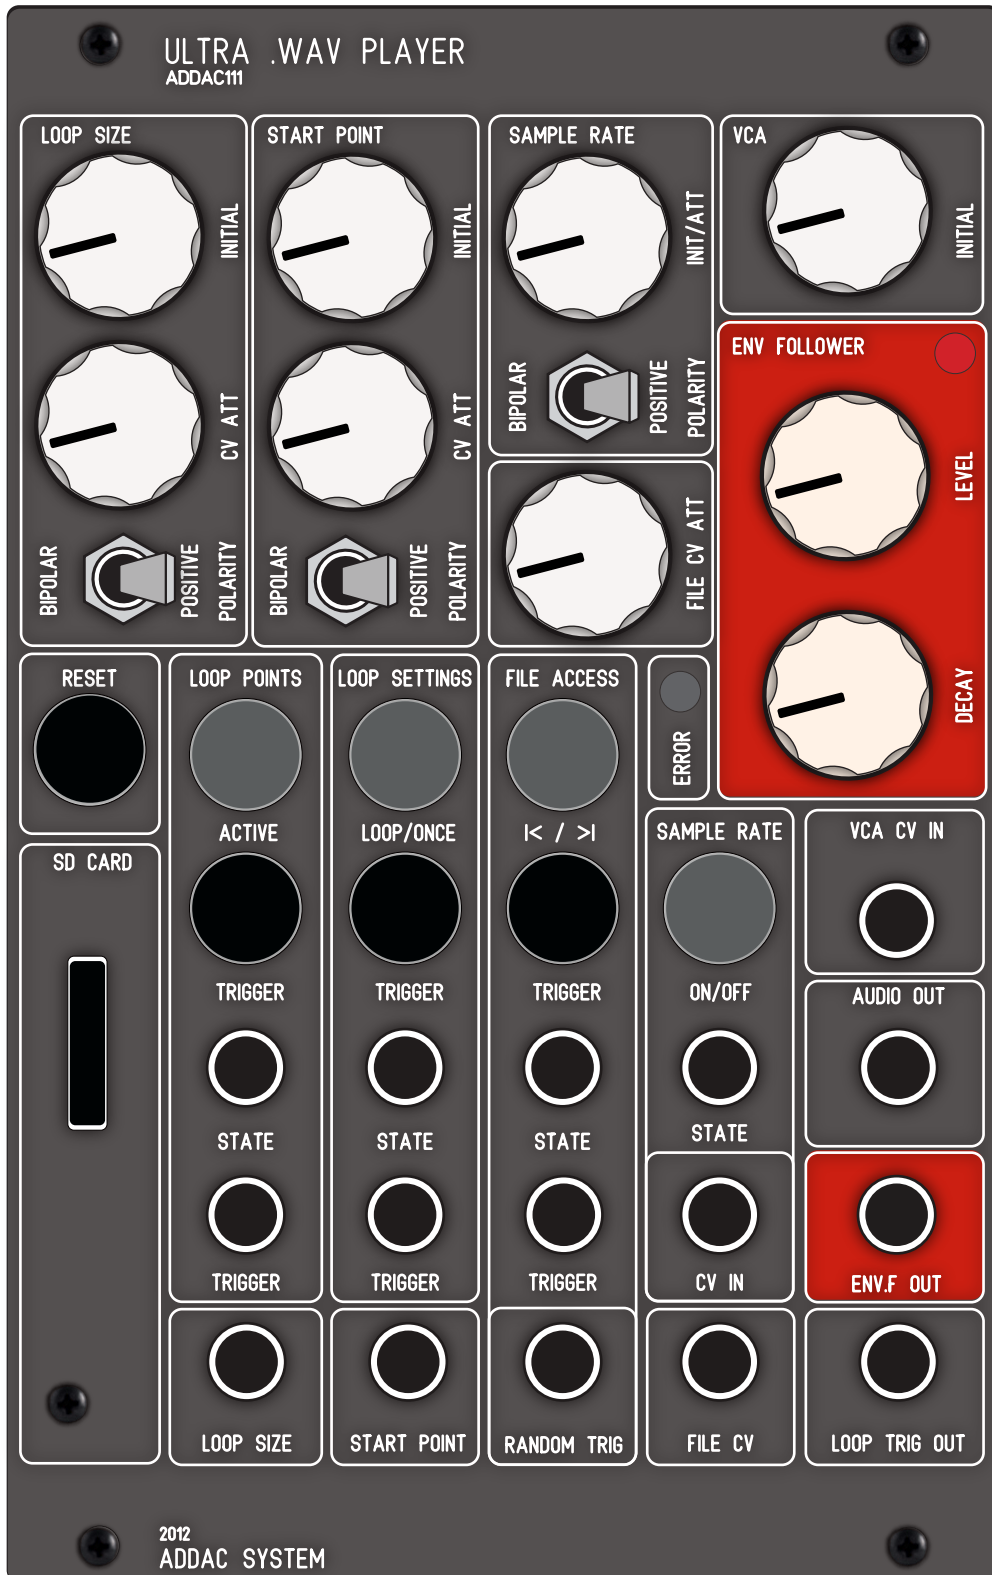 ULTRA .WAV PLAYER
ADDAC111
LOOP SIZE
INITIAL
CV ATT
BIPOLAR
POSITIVE
POLARITY
START POINT
INITIAL
CV ATT
BIPOLAR
POSITIVE
POLARITY
SAMPLE RATE
INIT/ATT
BIPOLAR
POSITIVE
POLARITY
FILE CV ATT
VCA
INITIAL
ENV FOLLOWER
LEVEL
DECAY
RESET
LOOP POINTS
LOOP SETTINGS
FILE ACCESS
ERROR
ACTIVE
LOOP/ONCE
|< / >|
SAMPLE RATE
VCA CV IN
SD CARD
TRIGGER
TRIGGER
TRIGGER
ON/OFF
AUDIO OUT
STATE
STATE
STATE
STATE
TRIGGER
TRIGGER
TRIGGER
CV IN
ENV.F OUT
LOOP SIZE
START POINT
RANDOM TRIG
FILE CV
LOOP TRIG OUT
2012
ADDAC SYSTEM